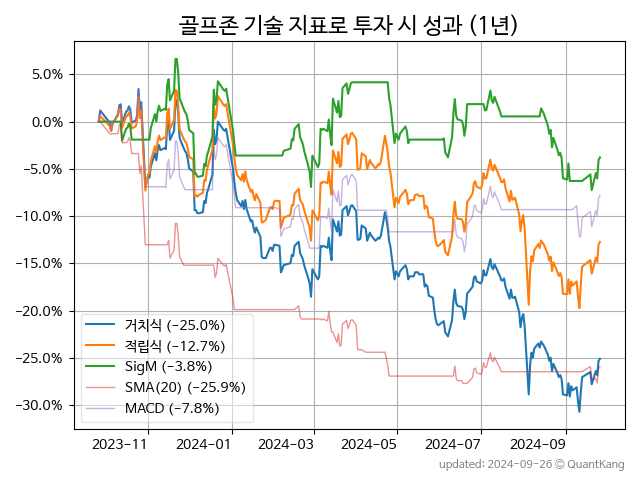 골프존 기술 지표로 투자 시 성과 (1년)
5.0%
0.0%
−5.0%
−10.0%
−15.0%
−20.0%
−25.0%
−30.0%
거치식 (−25.0%)
적립식 (−12.7%)
SigM (−3.8%)
SMA(20) (−25.9%)
MACD (−7.8%)
2023−11 2024−01 2024−03 2024−05 2024−07 2024−09
updated: 2024−09−26 © QuantKang